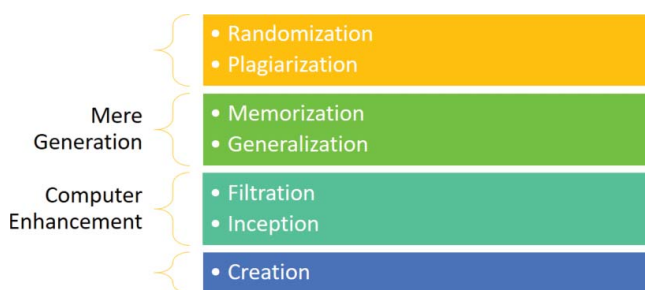 • Randomization
• Plagiarization
Mere
Generation
• Memorization
• Generalization
Computer
Enhancement
• Filtration
• Inception
• Creation